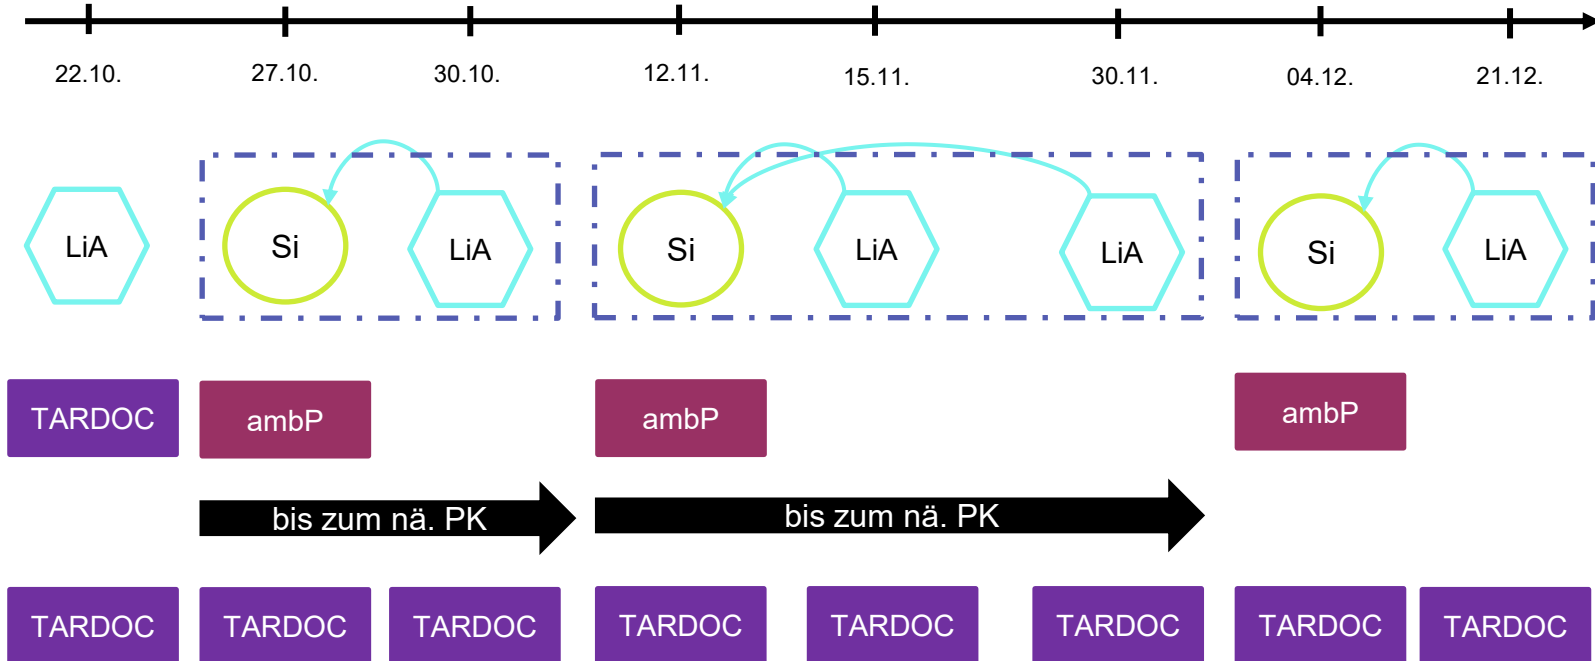 22.10.
27.10.
30.10.
12.11.
15.11.
30.11.
04.12.
21.12.
LiA
Si
LiA
Si
LiA
LiA
Si
LiA
TARDOC
ambP
ambP
ambP
bis zum nä. PK
bis zum nä. PK
TARDOC
TARDOC
TARDOC
TARDOC
TARDOC
TARDOC
TARDOC
TARDOC